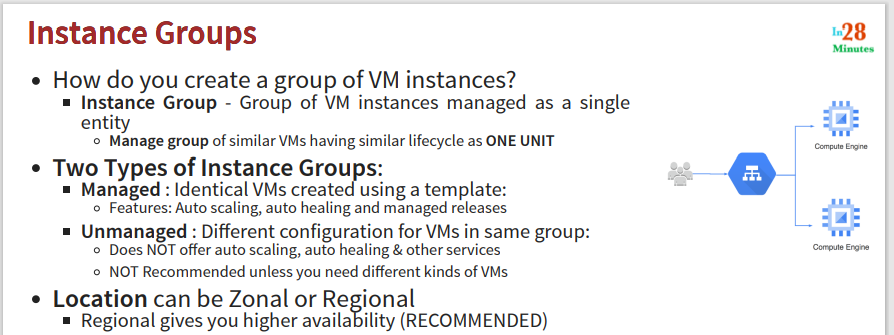 Instance Groups
In28
Minutes
• How do you create a group of VM instances?
▪ Instance Group - Group of VM instances managed as a single
entity
◦ Manage group of similar VMs having similar lifecycle as ONE UNIT
• Two Types of Instance Groups:
▪ Managed : Identical VMs created using a template:
◦ Features: Auto scaling, auto healing and managed releases
▪ Unmanaged : Different configuration for VMs in same group:
◦ Does NOT offer auto scaling, auto healing & other services
◦ NOT Recommended unless you need different kinds of VMs
• Location can be Zonal or Regional
▪ Regional gives you higher availability (RECOMMENDED)
Compute Engine
Compute Engine